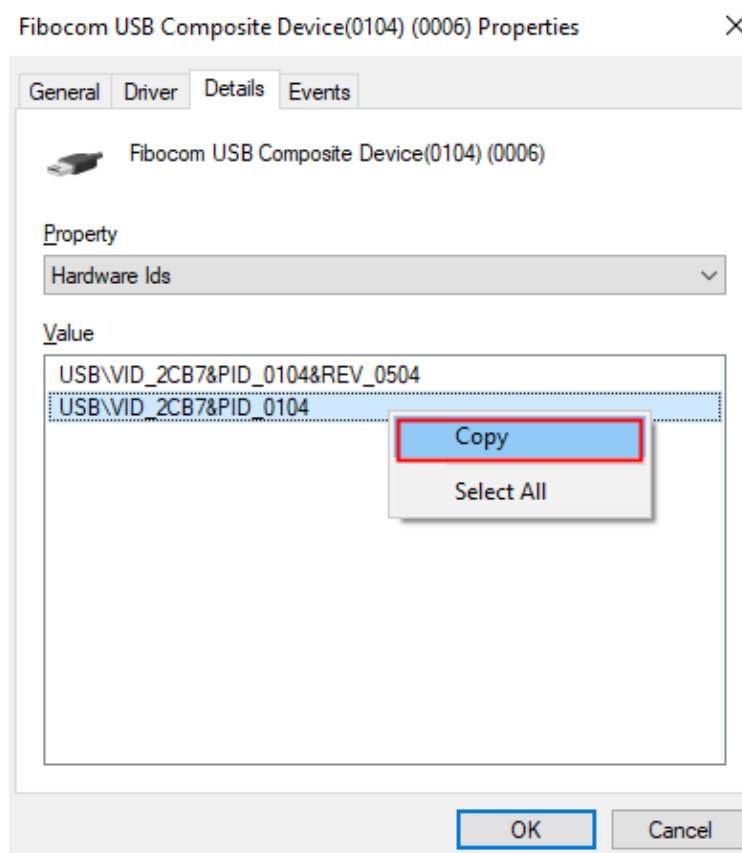 Fibocom USB Composite Device(0104) (0006) Properties
General Driver Details Events
Fibocom USB Composite Device(0104) (0006)
Property
Hardware Ids
Value
USB\VID_2CB7&PID_0104&REV_0504
USB\VID_2CB7&PID_0104
Copy
Select All
OK Cancel